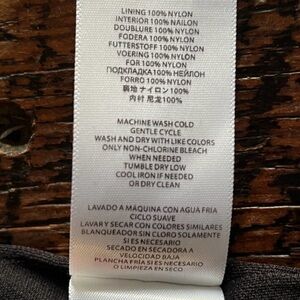 LINING 100% NYLON
INTERIOR 100% NAILON
DOUBLURE 100% NYLON
FODERA 100% NYLON
FUTTERSTOFF 100% NYLON
VOERING 100% NYLON
FOR 100% NYLON
ПОДКЛАДКА 100% НЕЙЛОН
FORRO 100% NYLON
裏地 ナイロン 100%
内衬 尼龙 100%
MACHINE WASH COLD
GENTLE CYCLE
WASH AND DRY WITH LIKE COLORS
ONLY NON-CHLORINE BLEACH
WHEN NEEDED
TUMBLE DRY LOW
COOL IRON IF NEEDED
OR DRY CLEAN
LAVADO A MÁQUINA CON AGUA FRIA
CICLO SUAVE
LAVAR Y SECAR CON COLORES SIMILARES
BLANQUEADOR SIN CLORO SOLAMENTE
SI ES NECESARIO
SECADO EN SECADORA A
VELOCIDAD BAJA
PLANCHA FRIA SI ES NECESARIO
O LIMPIEZA EN SECO